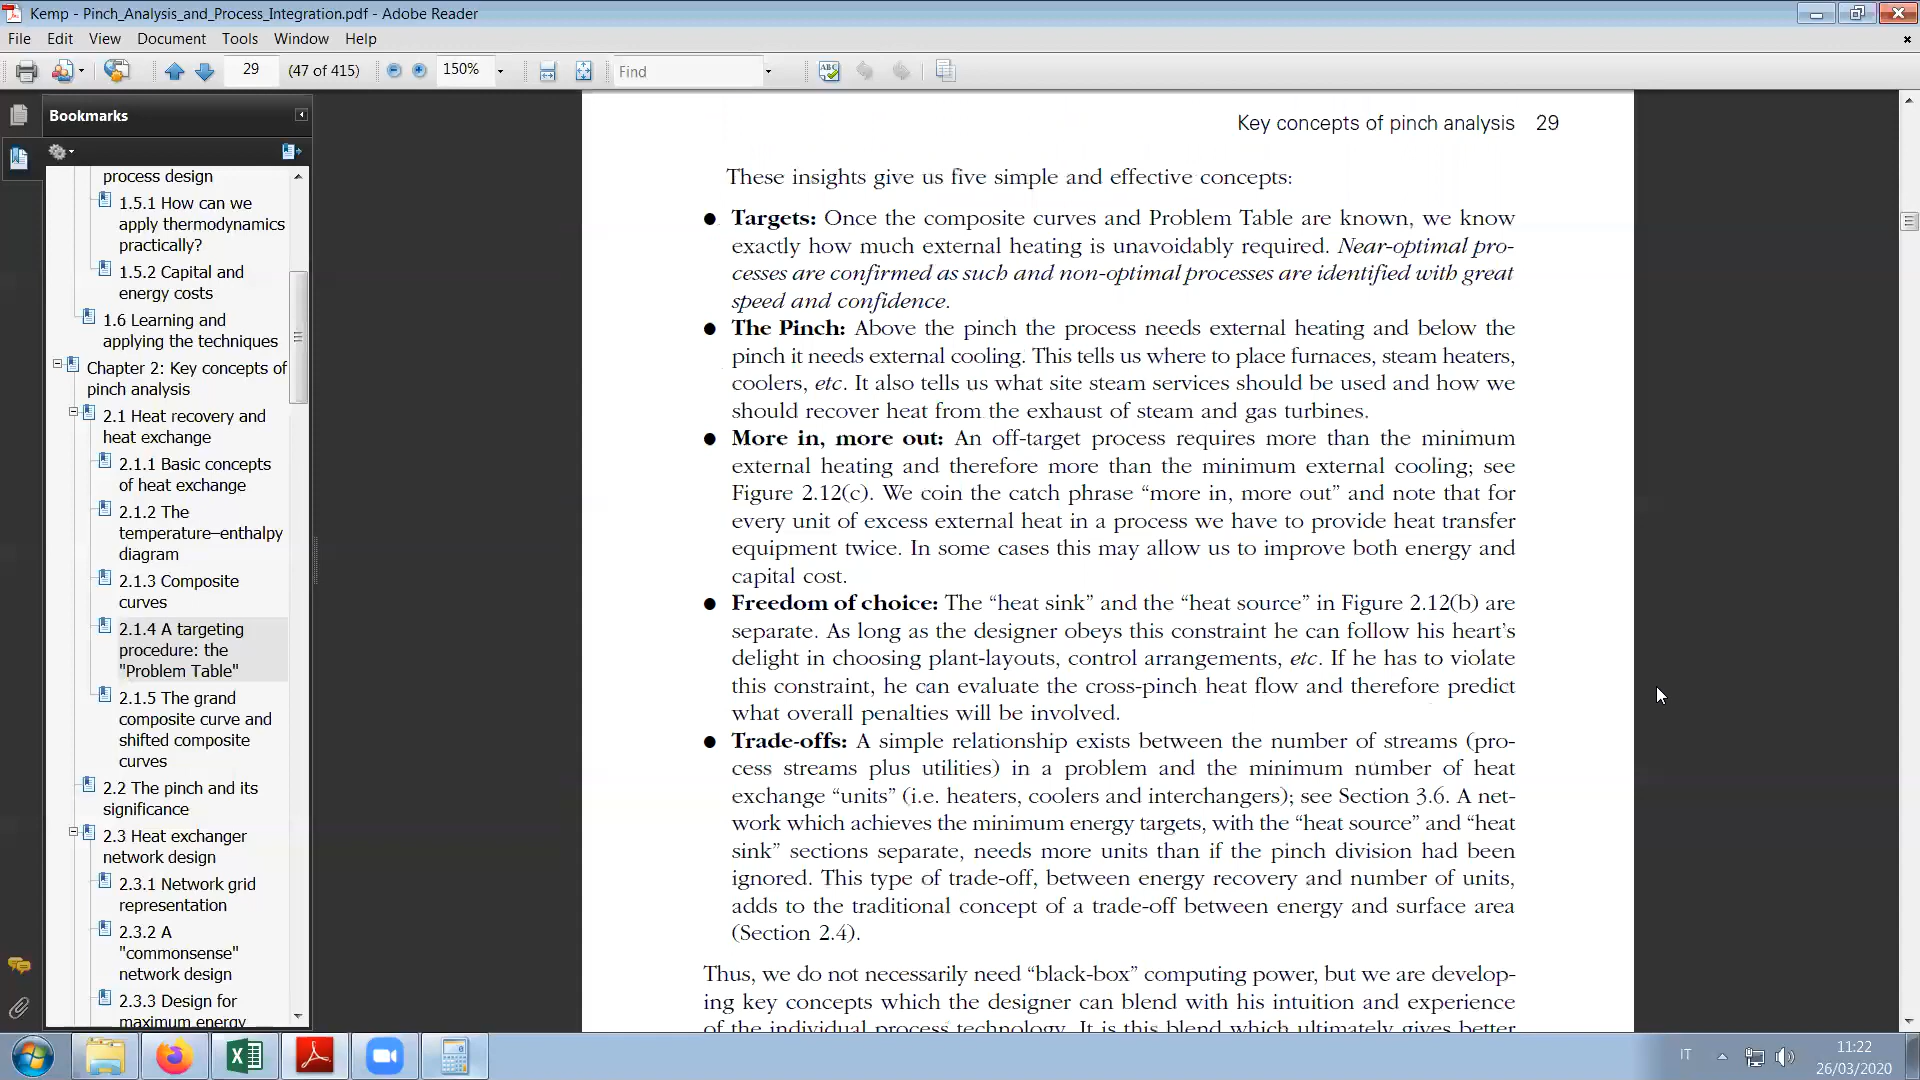 Kemp - Pinch_Analysis_and_Process_Integration.pdf - Adobe Reader
File Edit View Document Tools Window Help
29 (47 of 415) 150% Find
Bookmarks
process design
1.5.1 How can we
apply thermodynamics
practically?
1.5.2 Capital and
energy costs
1.6 Learning and
applying the techniques
Chapter 2: Key concepts of
pinch analysis
2.1 Heat recovery and
heat exchange
2.1.1 Basic concepts
of heat exchange
2.1.2 The
temperature–enthalpy
diagram
2.1.3 Composite
curves
2.1.4 A targeting
procedure: the
"Problem Table"
2.1.5 The grand
composite curve and
shifted composite
curves
2.2 The pinch and its
significance
2.3 Heat exchanger
network design
2.3.1 Network grid
representation
2.3.2 A
"commonsense"
network design
2.3.3 Design for
maximum energy
Key concepts of pinch analysis 29
These insights give us five simple and effective concepts:
● Targets: Once the composite curves and Problem Table are known, we know
exactly how much external heating is unavoidably required. Near-optimal pro-
cesses are confirmed as such and non-optimal processes are identified with great
speed and confidence.
● The Pinch: Above the pinch the process needs external heating and below the
pinch it needs external cooling. This tells us where to place furnaces, steam heaters,
coolers, etc. It also tells us what site steam services should be used and how we
should recover heat from the exhaust of steam and gas turbines.
● More in, more out: An off-target process requires more than the minimum
external heating and therefore more than the minimum external cooling; see
Figure 2.12(c). We coin the catch phrase “more in, more out” and note that for
every unit of excess external heat in a process we have to provide heat transfer
equipment twice. In some cases this may allow us to improve both energy and
capital cost.
● Freedom of choice: The “heat sink” and the “heat source” in Figure 2.12(b) are
separate. As long as the designer obeys this constraint he can follow his heart’s
delight in choosing plant-layouts, control arrangements, etc. If he has to violate
this constraint, he can evaluate the cross-pinch heat flow and therefore predict
what overall penalties will be involved.
● Trade-offs: A simple relationship exists between the number of streams (pro-
cess streams plus utilities) in a problem and the minimum number of heat
exchange “units” (i.e. heaters, coolers and interchangers); see Section 3.6. A net-
work which achieves the minimum energy targets, with the “heat source” and “heat
sink” sections separate, needs more units than if the pinch division had been
ignored. This type of trade-off, between energy recovery and number of units,
adds to the traditional concept of a trade-off between energy and surface area
(Section 2.4).
Thus, we do not necessarily need “black-box” computing power, but we are develop-
ing key concepts which the designer can blend with his intuition and experience
of the individual process technology. It is this blend which ultimately gives better
IT
11:22
26/03/2020